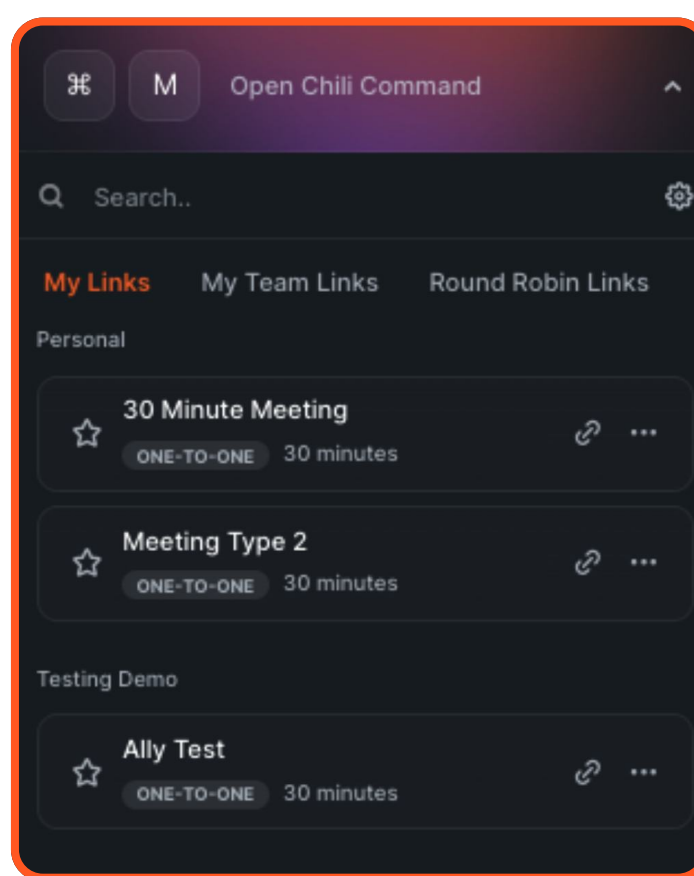 ⌘ M Open Chili Command
Search..
My Links My Team Links Round Robin Links
Personal
30 Minute Meeting
ONE-TO-ONE 30 minutes
Meeting Type 2
ONE-TO-ONE 30 minutes
Testing Demo
Ally Test
ONE-TO-ONE 30 minutes